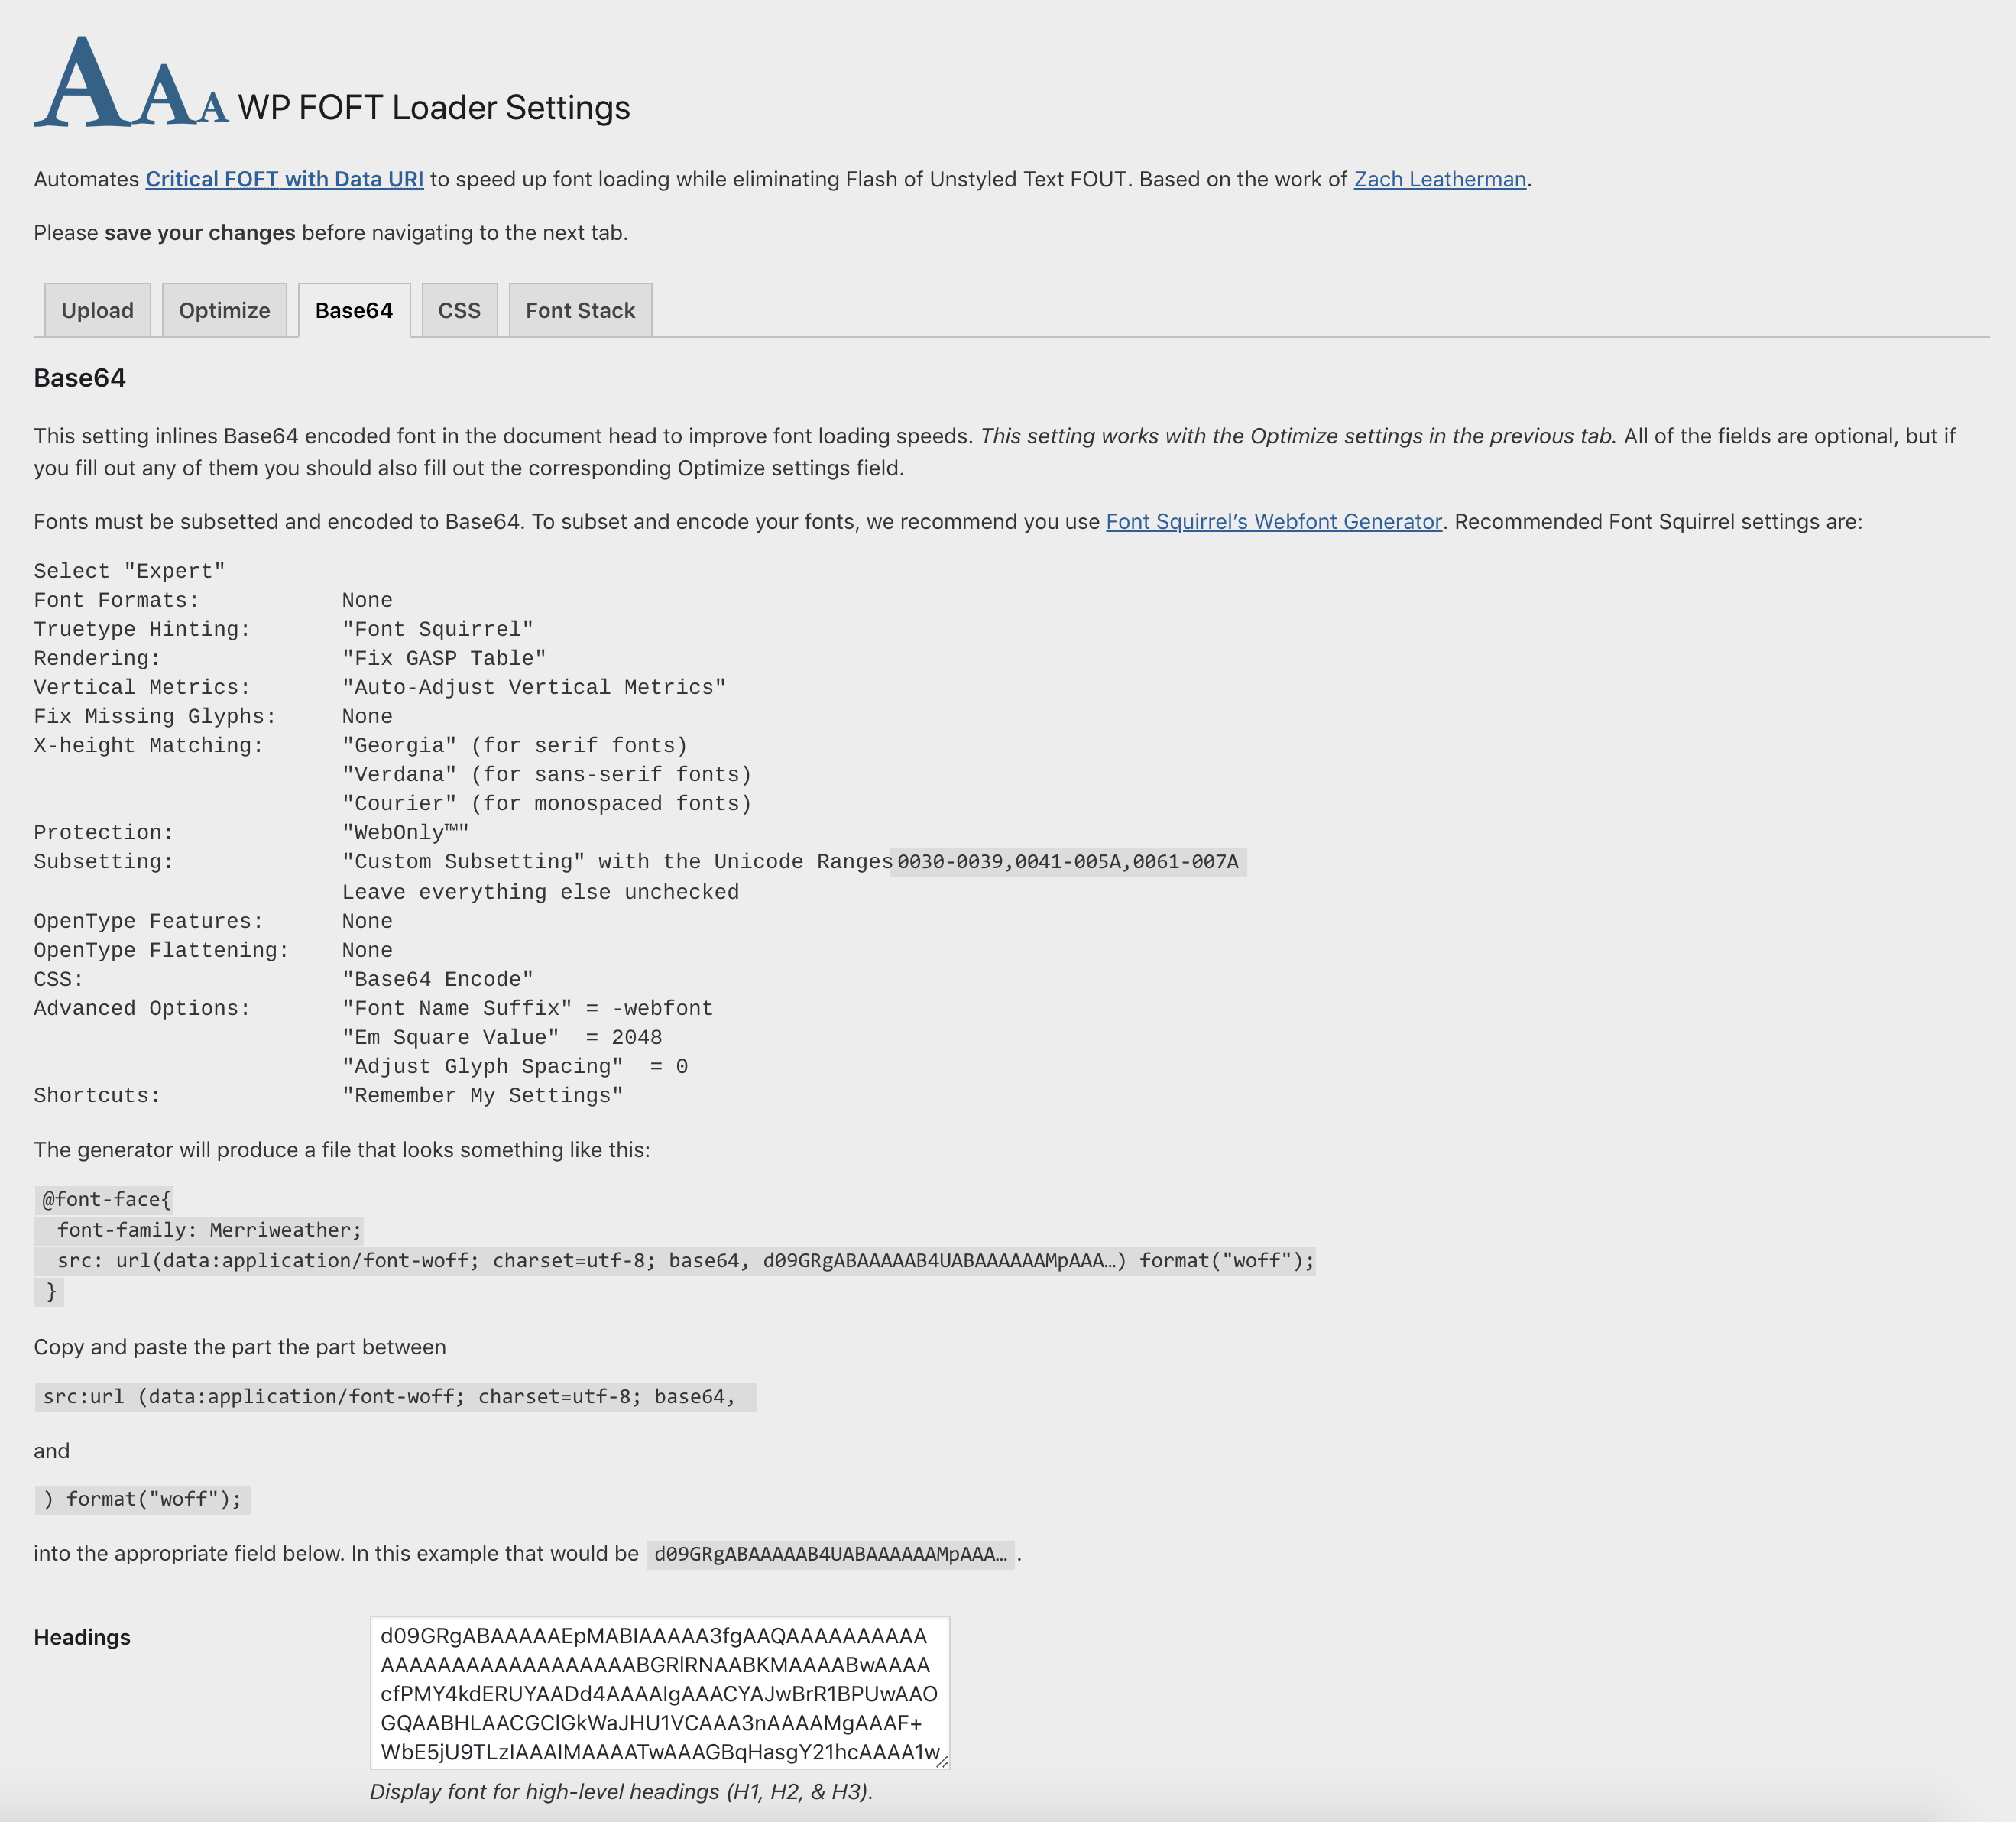 AAA WP FOFT Loader Settings
Automates Critical FOFT with Data URI to speed up font loading while eliminating Flash of Unstyled Text FOUT. Based on the work of Zach Leatherman.
Please save your changes before navigating to the next tab.
Upload Optimize Base64 CSS Font Stack
Base64
This setting inlines Base64 encoded font in the document head to improve font loading speeds. This setting works with the Optimize settings in the previous tab. All of the fields are optional, but if
you fill out any of them you should also fill out the corresponding Optimize settings field.
Fonts must be subsetted and encoded to Base64. To subset and encode your fonts, we recommend you use Font Squirrel’s Webfont Generator. Recommended Font Squirrel settings are:
Select "Expert"
Font Formats: None
Truetype Hinting: "Font Squirrel"
Rendering: "Fix GASP Table"
Vertical Metrics: "Auto-Adjust Vertical Metrics"
Fix Missing Glyphs: None
X-height Matching: "Georgia" (for serif fonts)
"Verdana" (for sans-serif fonts)
"Courier" (for monospaced fonts)
Protection: "WebOnly™"
Subsetting: "Custom Subsetting" with the Unicode Ranges 0030-0039,0041-005A,0061-007A
Leave everything else unchecked
OpenType Features: None
OpenType Flattening: None
CSS: "Base64 Encode"
Advanced Options: "Font Name Suffix" = -webfont
"Em Square Value" = 2048
"Adjust Glyph Spacing" = 0
Shortcuts: "Remember My Settings"
The generator will produce a file that looks something like this:
@font-face{
font-family: Merriweather;
src: url(data:application/font-woff; charset=utf-8; base64, d09GRgABAAAAAB4UABAAAAAAMpAAA…) format("woff");
}
Copy and paste the part the part between
src:url (data:application/font-woff; charset=utf-8; base64,
and
) format("woff");
into the appropriate field below. In this example that would be d09GRgABAAAAAB4UABAAAAAAMpAAA… .
Headings
d09GRgABAAAAAEpMABIAAAAA3fgAAQAAAAAAAAAA
AAAAAAAAAAAAAAAAAABGRlRNAABKMAAAABwAAAA
cfPMY4kdERUYAADd4AAAAIgAAACYAJwBrR1BPUwAAO
GQAABHLAACGClGkWaJHU1VCAAA3nAAAAMgAAAF+
WbE5jU9TLzIAAAIMAAAATwAAAGBqHasgY21hcAAAA1w
Display font for high-level headings (H1, H2, & H3).